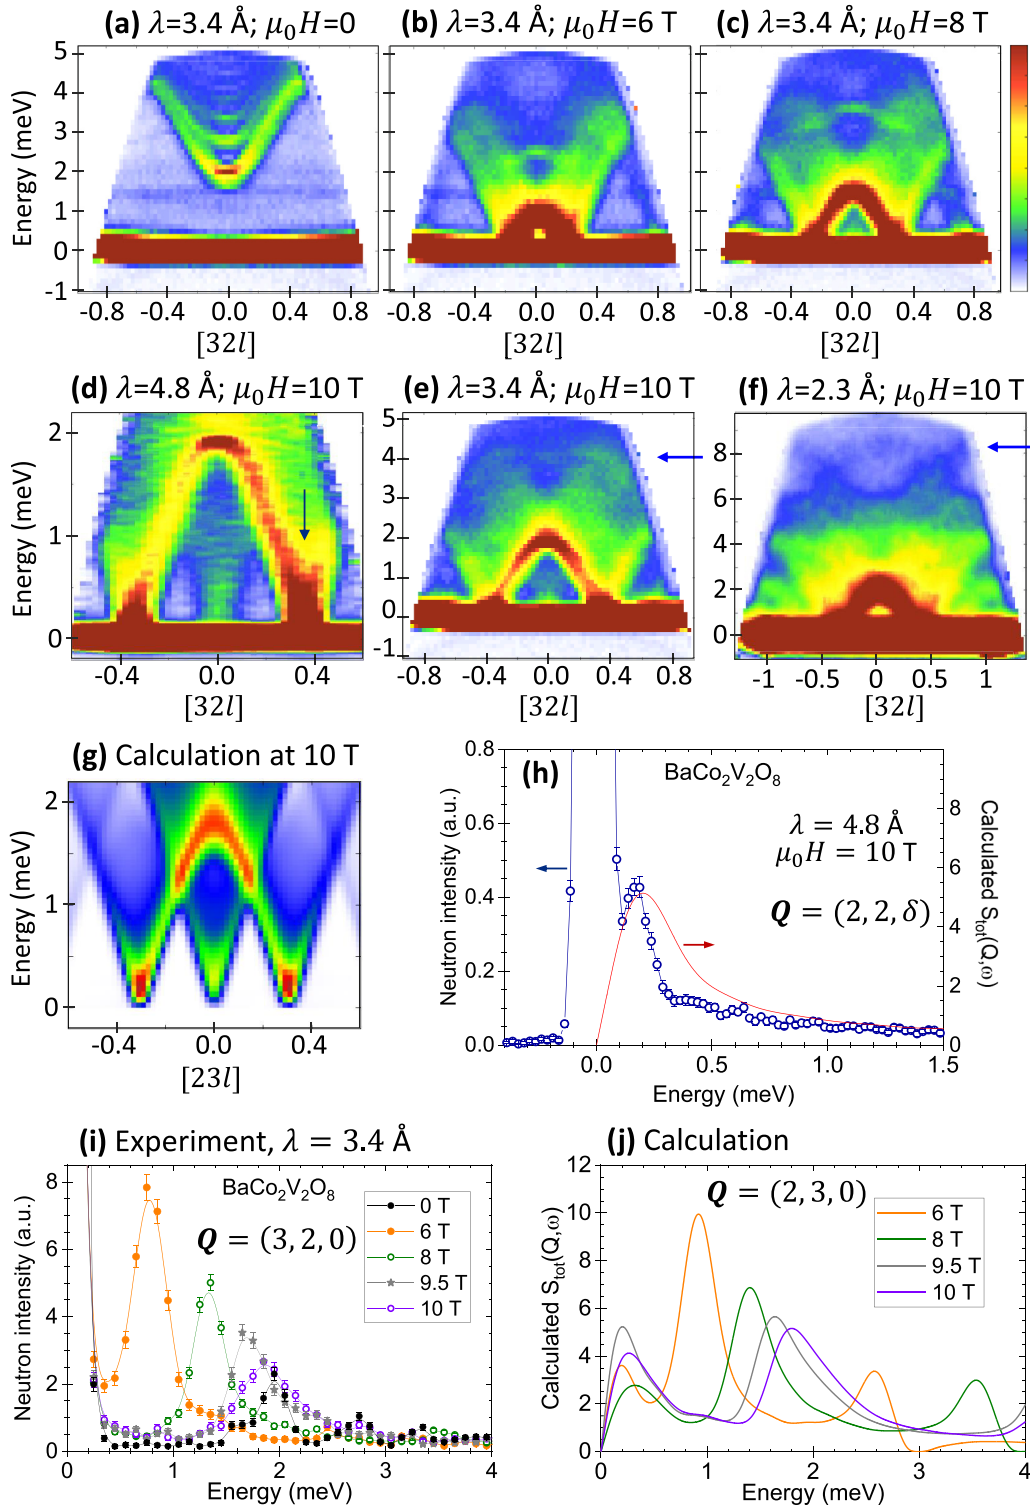 (a) λ=3.4 Å; μ₀H=0
(b) λ=3.4 Å; μ₀H=6 T
(c) λ=3.4 Å; μ₀H=8 T
Energy (meV)
5
4
3
2
1
0
-1
-0.8 -0.4 0.0 0.4 0.8
[32l]
-0.8 -0.4 0.0 0.4 0.8
[32l]
-0.8 -0.4 0.0 0.4 0.8
[32l]
(d) λ=4.8 Å; μ₀H=10 T
(e) λ=3.4 Å; μ₀H=10 T
(f) λ=2.3 Å; μ₀H=10 T
Energy (meV)
2
1
0
-0.4 0.0 0.4
[32l]
5
4
3
2
1
0
-1
-0.8 -0.4 0.0 0.4 0.8
[32l]
8
6
4
2
0
-1 -0.5 0 0.5 1
[32l]
(g) Calculation at 10 T
Energy (meV)
2
1
0
-0.4 0.0 0.4
[23l]
(h)
BaCo₂V₂O₈
λ = 4.8 Å
μ₀H = 10 T
Q = (2, 2, δ)
Neutron intensity (a.u.)
0.8
0.6
0.4
0.2
0.0
Calculated Sₜₒₜ(Q,ω)
8
6
4
2
0
0.0 0.5 1.0 1.5
Energy (meV)
(i) Experiment, λ = 3.4 Å
BaCo₂V₂O₈
Q = (3, 2, 0)
0 T
6 T
8 T
9.5 T
10 T
Neutron intensity (a.u.)
8
6
4
2
0
0 1 2 3 4
Energy (meV)
(j) Calculation
Q = (2, 3, 0)
6 T
8 T
9.5 T
10 T
Calculated Sₜₒₜ(Q,ω)
12
10
8
6
4
2
0
0 1 2 3 4
Energy (meV)